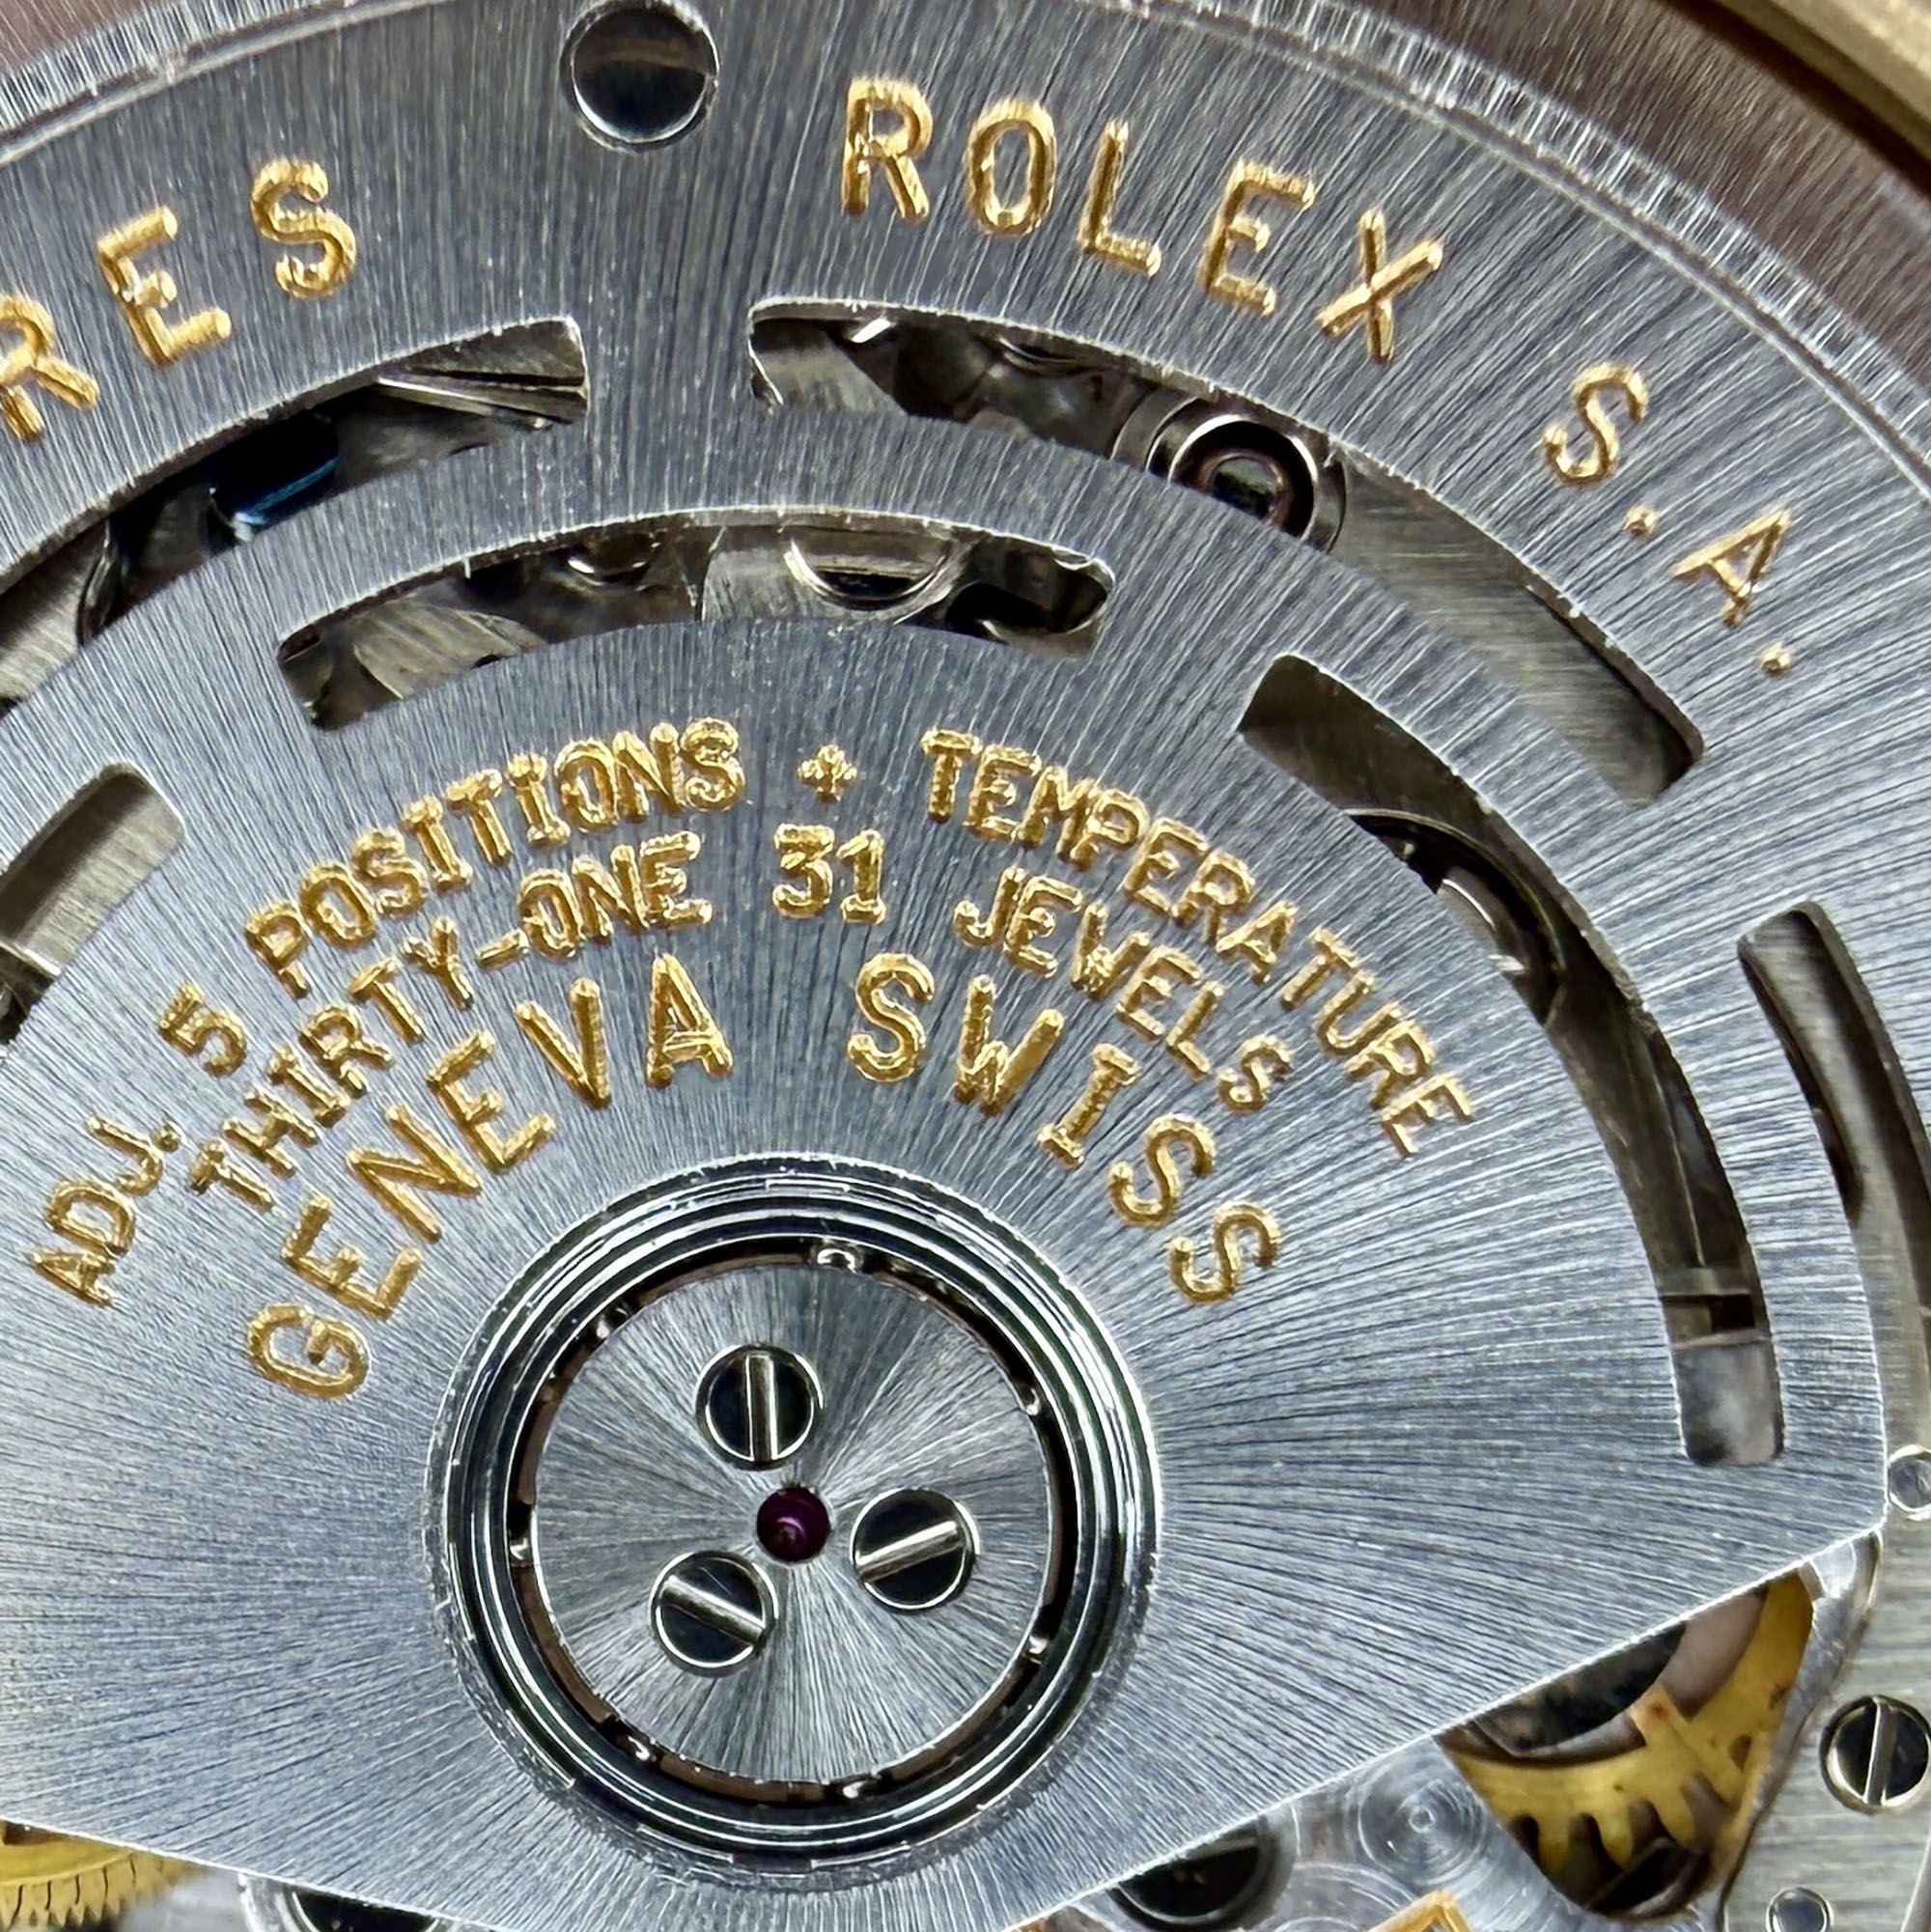 RES ROLEX S.A.
ADJ. 5 POSITIONS + TEMPERATURE
THIRTY-ONE 31 JEWELS
GENEVA SWISS